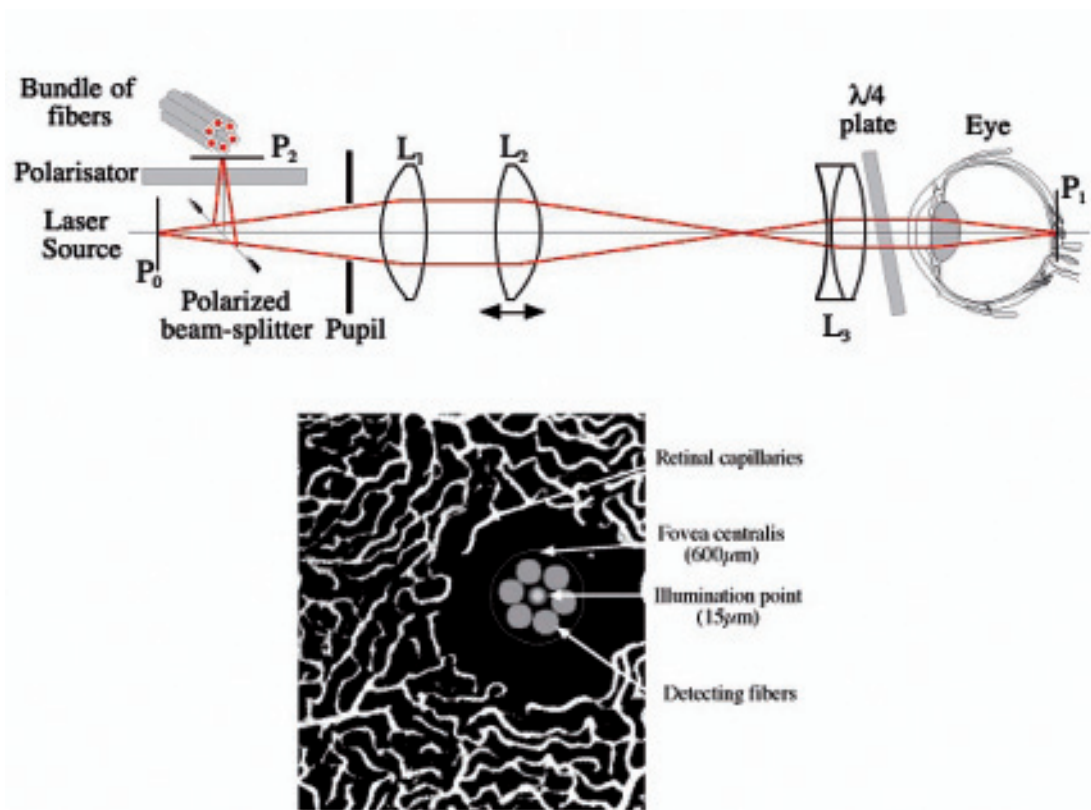 Bundle of
fibers
P₂
Polarisator
Laser
Source
P₀
Polarized
beam-splitter
Pupil
L₁
L₂
L₃
λ/4
plate
Eye
P₁
Retinal capillaries
Fovea centralis
(600μm)
Illumination point
(15μm)
Detecting fibers